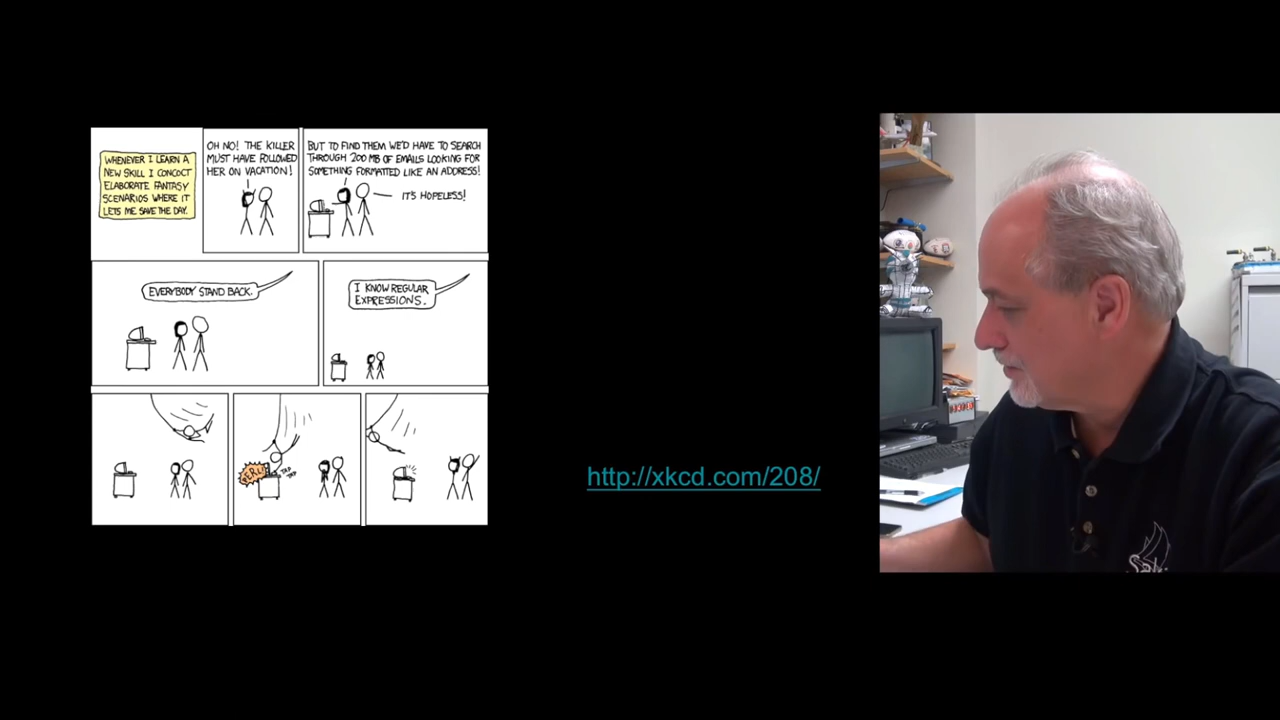 WHENEVER I LEARN A
NEW SKILL I CONCOCT
ELABORATE FANTASY
SCENARIOS WHERE IT
LETS ME SAVE THE DAY.
OH NO! THE KILLER
MUST HAVE FOLLOWED
HER ON VACATION!
BUT TO FIND THEM WE'D HAVE TO SEARCH
THROUGH 200 MB OF EMAILS LOOKING FOR
SOMETHING FORMATTED LIKE AN ADDRESS!
IT'S HOPELESS!
EVERYBODY STAND BACK.
I KNOW REGULAR
EXPRESSIONS.
PERL!
TAP
TAP
http://xkcd.com/208/